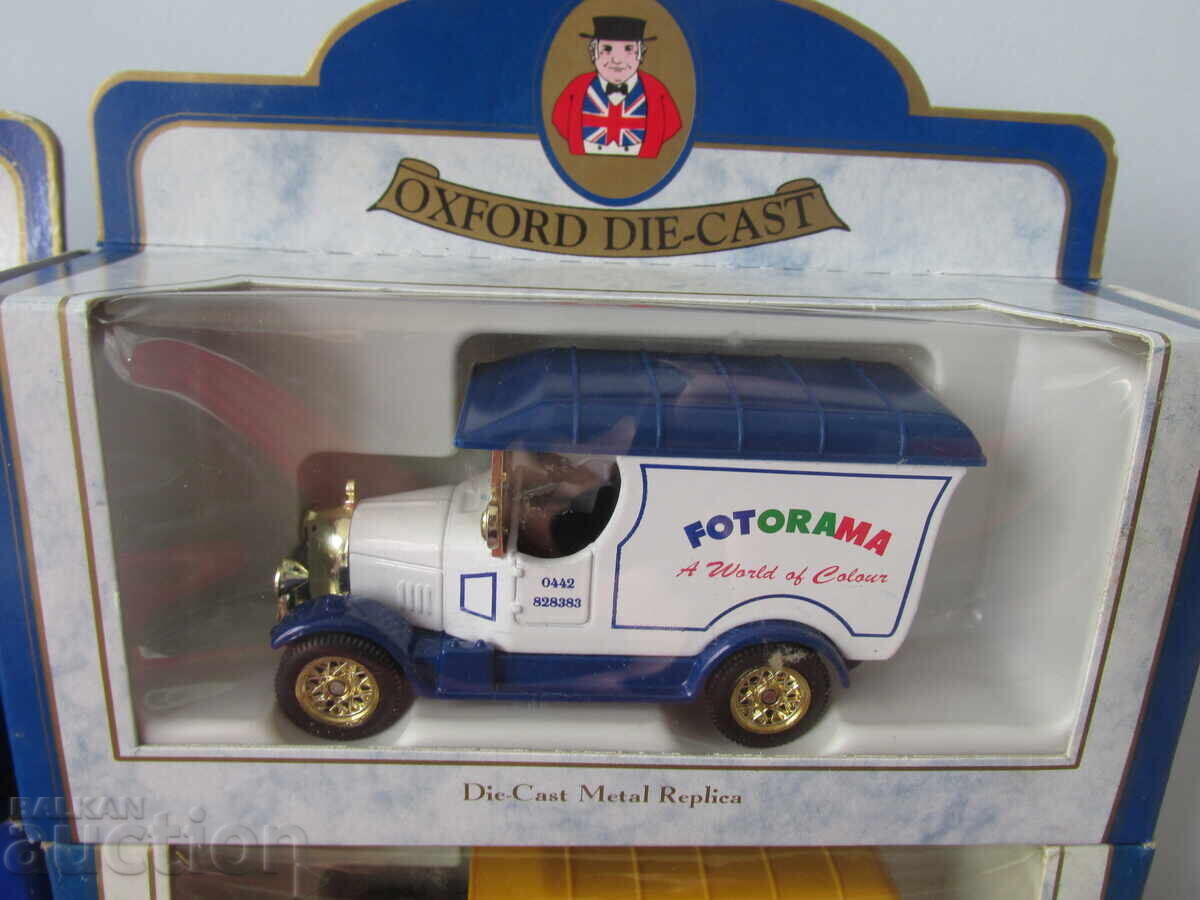 OXFORD DIE-CAST
FOTORAMA
A World of Colour
0442
828383
Die-Cast Metal Replica
BALKAN
auction